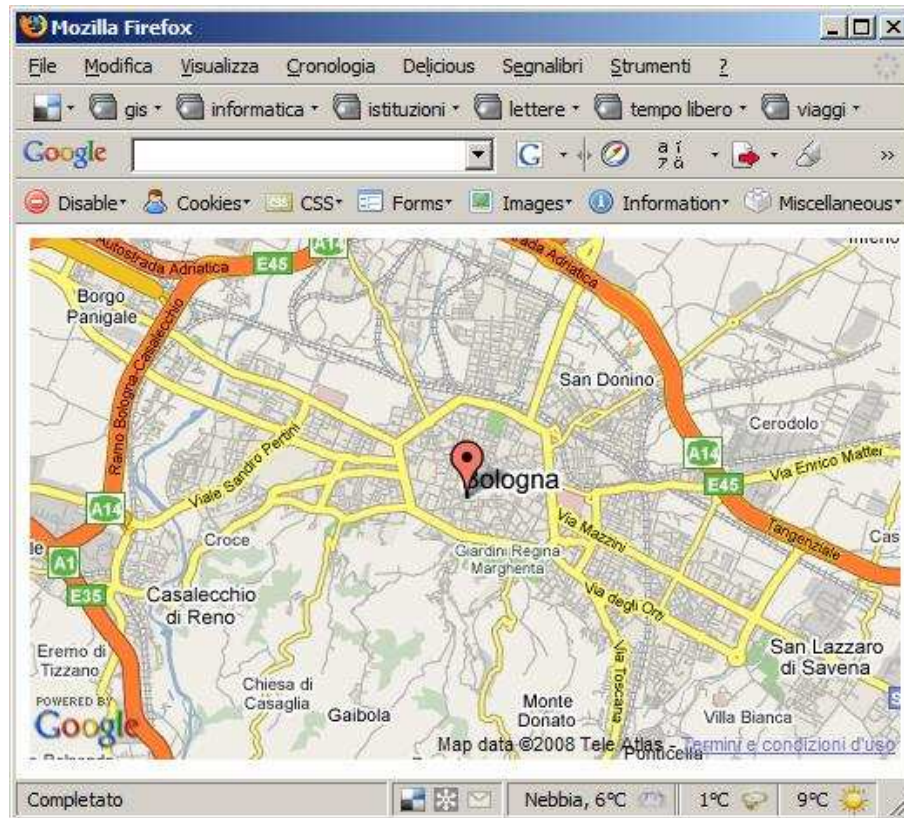 Mozilla Firefox
File Modifica Visualizza Cronologia Delicious Segnalibri Strumenti ?
gis informatica istituzioni lettere tempo libero viaggi
Google
Disable Cookies CSS Forms Images Information Miscellaneous
Autostrada Adriatica
A14
E45
Adriatica
Borgo
Panigale
Ramo Bologna-Casalecchio
San Donino
Cerodolo
Viale Sandro Pertini
Bologna
A14
Via Enrico Mattei
E45
A14
Via Mazzini
Tangenziale
Croce
Giardini Regina
Margherita
Cas
A1
E35
Casalecchio
di Reno
Via degli Orti
Eremo di
Tizzano
San Lazzaro
di Savena
Via Toscana
Chiesa di
Casaglia
Gaibola
Monte
Donato
Villa Bianca
POWERED BY
Google
Map data ©2008 Tele Atlas - Termini e condizioni d'uso
Ponticella
Completato
Nebbia, 6°C 1°C 9°C